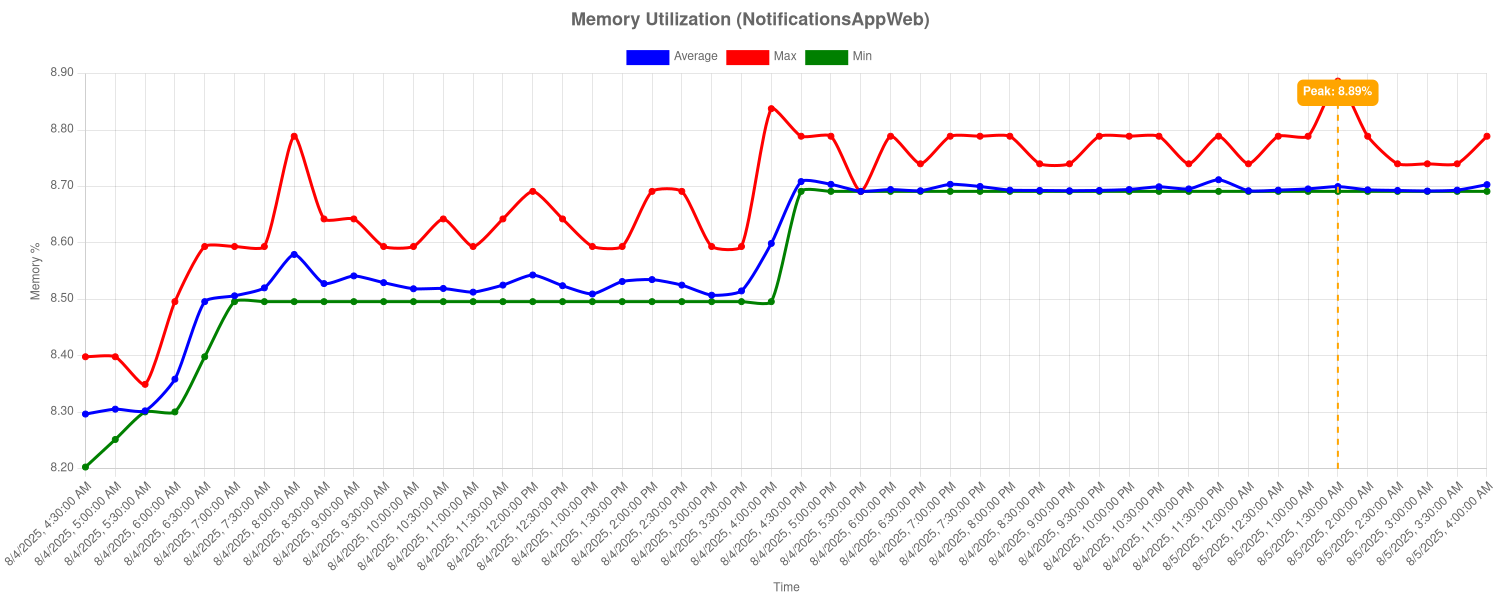 Memory Utilization (NotificationsAppWeb)
Average Max Min
8.90
8.80
8.70
8.60
8.50
8.40
8.30
8.20
Memory %
Peak: 8.89%
8/4/2025, 4:30:00 AM
8/4/2025, 5:00:00 AM
8/4/2025, 5:30:00 AM
8/4/2025, 6:00:00 AM
8/4/2025, 6:30:00 AM
8/4/2025, 7:00:00 AM
8/4/2025, 7:30:00 AM
8/4/2025, 8:00:00 AM
8/4/2025, 8:30:00 AM
8/4/2025, 9:00:00 AM
8/4/2025, 9:30:00 AM
8/4/2025, 10:00:00 AM
8/4/2025, 10:30:00 AM
8/4/2025, 11:00:00 AM
8/4/2025, 11:30:00 AM
8/4/2025, 12:00:00 PM
8/4/2025, 12:30:00 PM
8/4/2025, 1:00:00 PM
8/4/2025, 1:30:00 PM
8/4/2025, 2:00:00 PM
8/4/2025, 2:30:00 PM
8/4/2025, 3:00:00 PM
8/4/2025, 3:30:00 PM
8/4/2025, 4:00:00 PM
8/4/2025, 4:30:00 PM
8/4/2025, 5:00:00 PM
8/4/2025, 5:30:00 PM
8/4/2025, 6:00:00 PM
8/4/2025, 6:30:00 PM
8/4/2025, 7:00:00 PM
8/4/2025, 7:30:00 PM
8/4/2025, 8:00:00 PM
8/4/2025, 8:30:00 PM
8/4/2025, 9:00:00 PM
8/4/2025, 9:30:00 PM
8/4/2025, 10:00:00 PM
8/4/2025, 10:30:00 PM
8/4/2025, 11:00:00 PM
8/4/2025, 11:30:00 PM
8/5/2025, 12:00:00 AM
8/5/2025, 12:30:00 AM
8/5/2025, 1:00:00 AM
8/5/2025, 1:30:00 AM
8/5/2025, 2:00:00 AM
8/5/2025, 2:30:00 AM
8/5/2025, 3:00:00 AM
8/5/2025, 3:30:00 AM
8/5/2025, 4:00:00 AM
Time